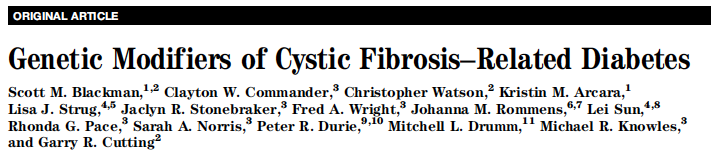 ORIGINAL ARTICLE
Genetic Modifiers of Cystic Fibrosis–Related Diabetes
Scott M. Blackman,1,2 Clayton W. Commander,3 Christopher Watson,2 Kristin M. Arcara,1
Lisa J. Strug,4,5 Jaclyn R. Stonebraker,3 Fred A. Wright,3 Johanna M. Rommens,6,7 Lei Sun,4,8
Rhonda G. Pace,3 Sarah A. Norris,3 Peter R. Durie,9,10 Mitchell L. Drumm,11 Michael R. Knowles,3
and Garry R. Cutting2